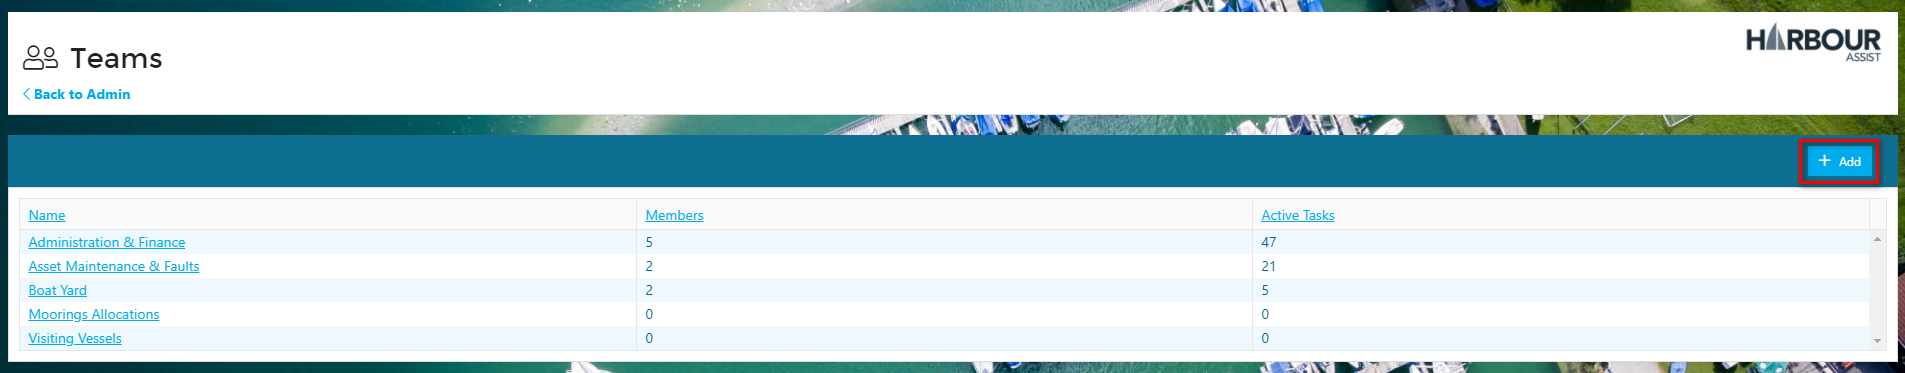 Teams
HARBOUR
ASSIST
Back to Admin
+ Add
Name Members Active Tasks
Administration & Finance 5 47
Asset Maintenance & Faults 2 21
Boat Yard 2 5
Moorings Allocations 0 0
Visiting Vessels 0 0